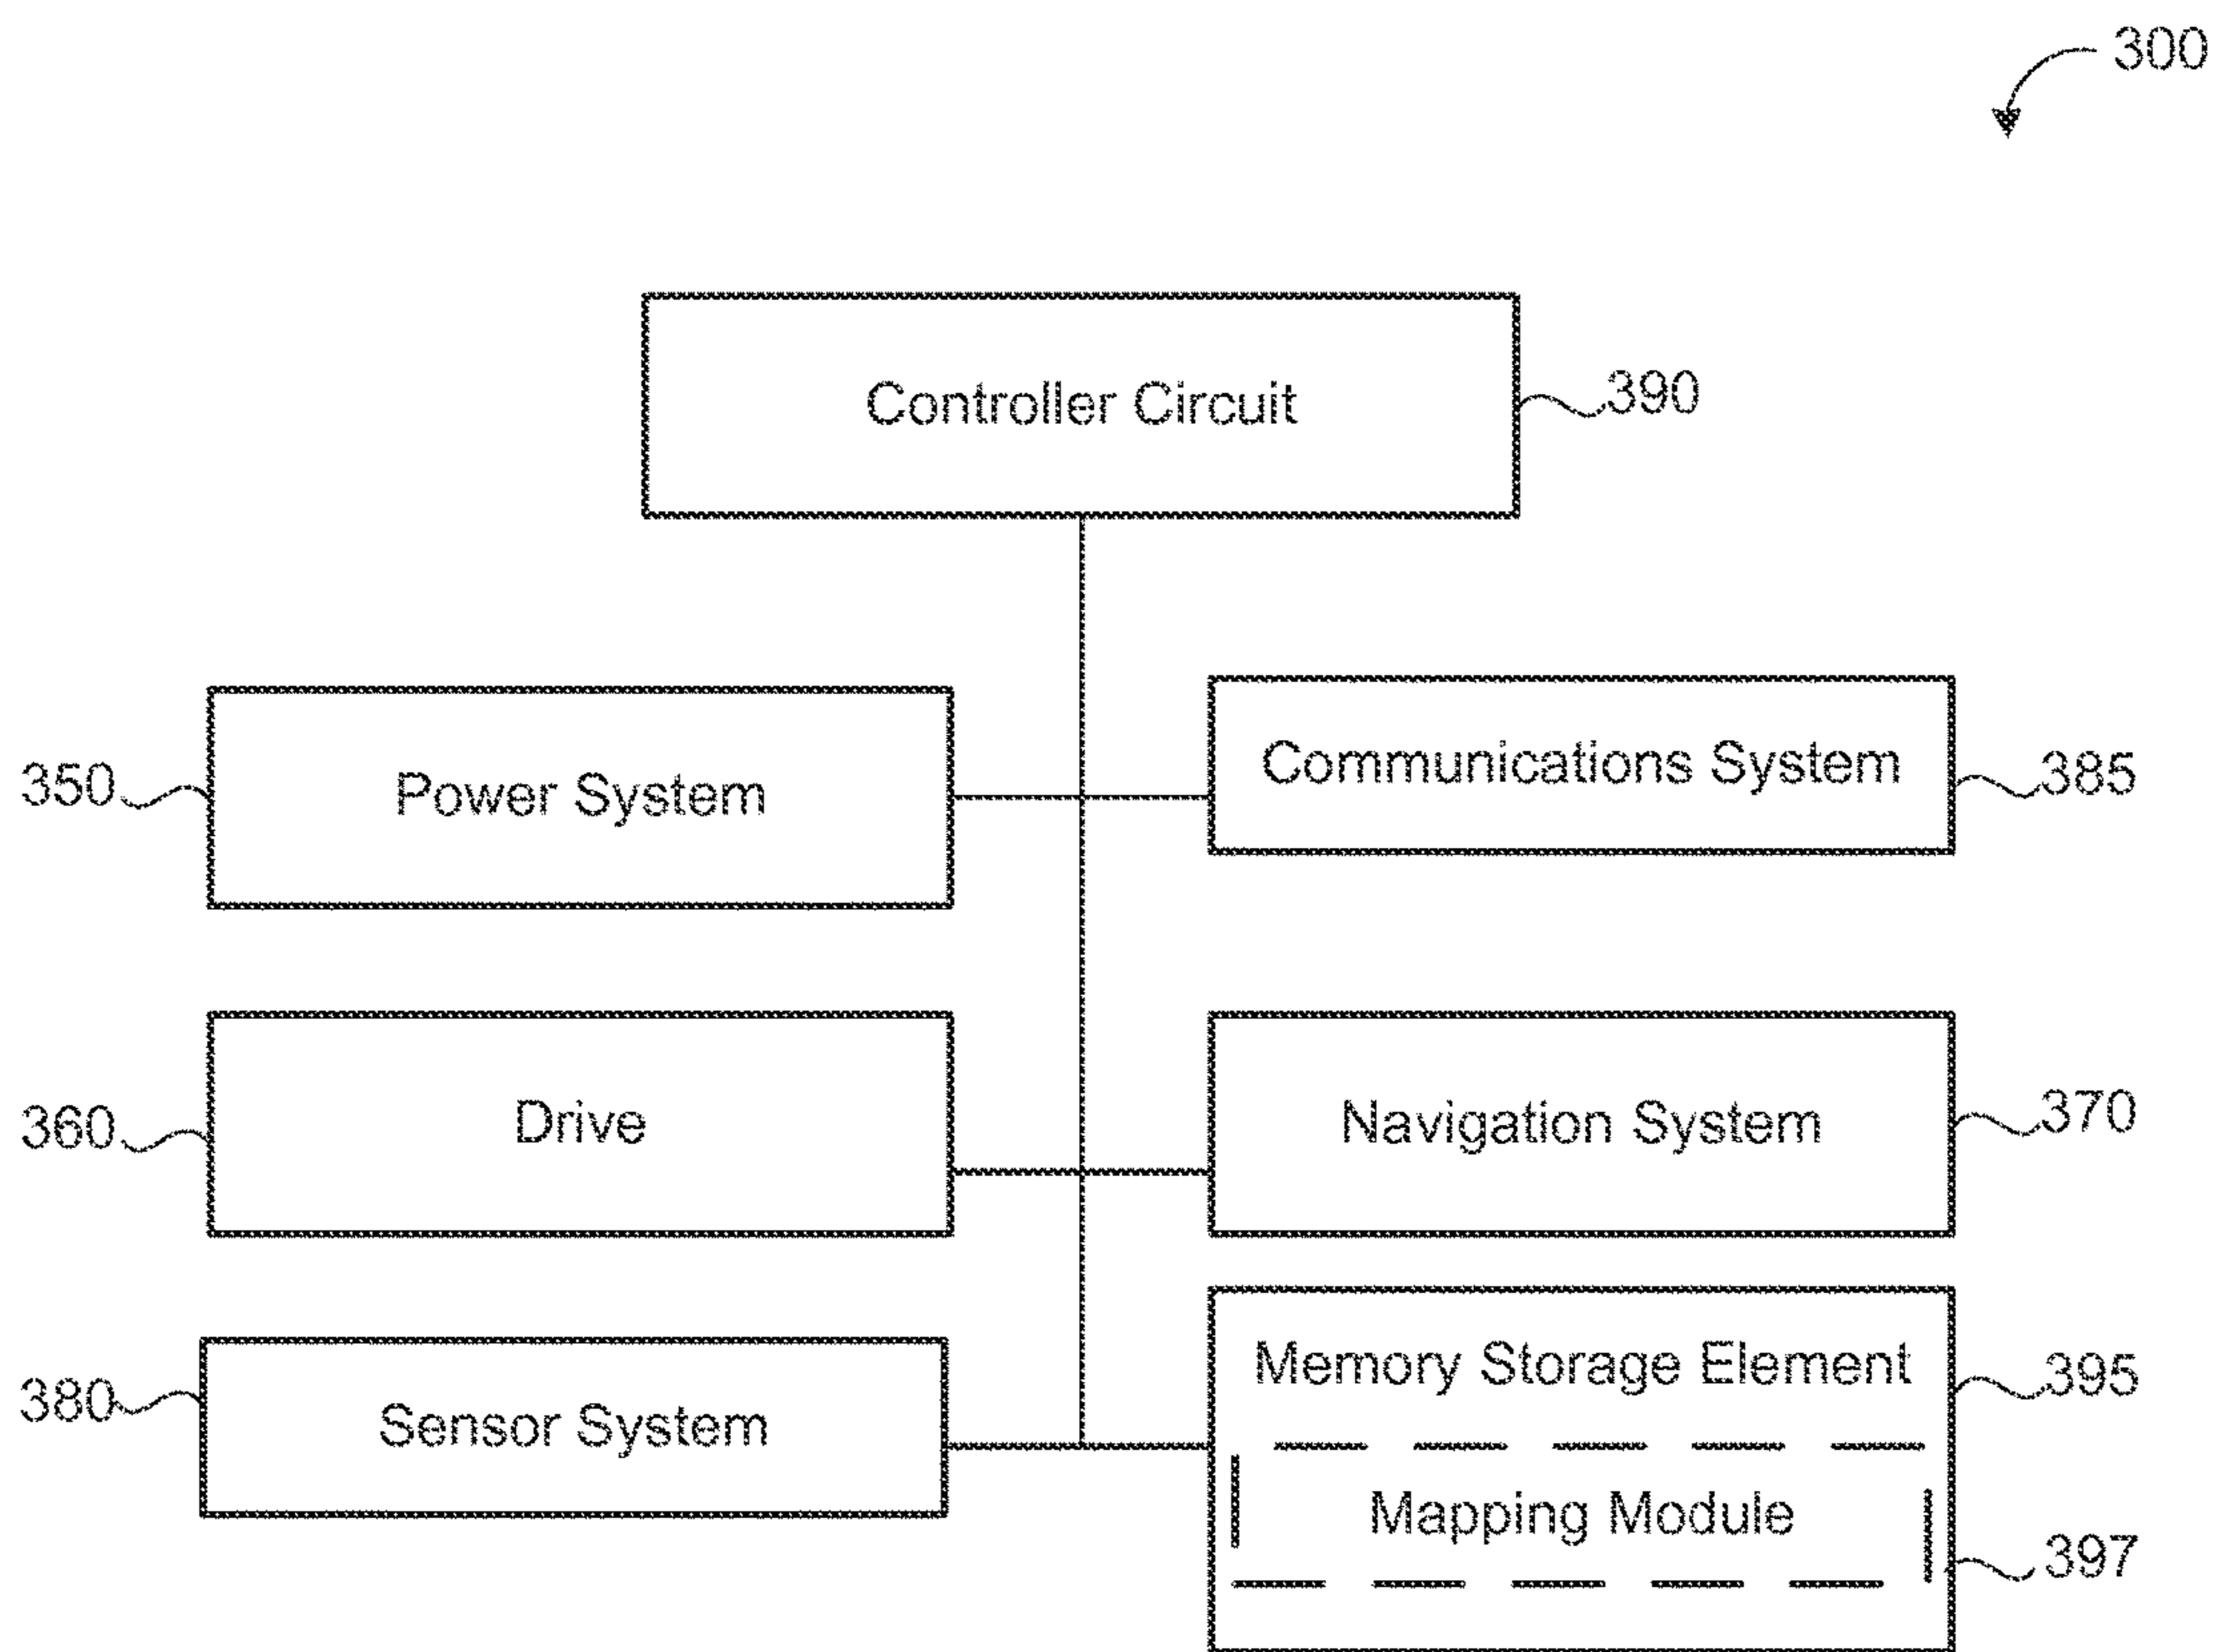 300
Controller Circuit
390
Power System
350
Communications System
385
Drive
360
Navigation System
370
Sensor System
380
Memory Storage Element
395
Mapping Module
397